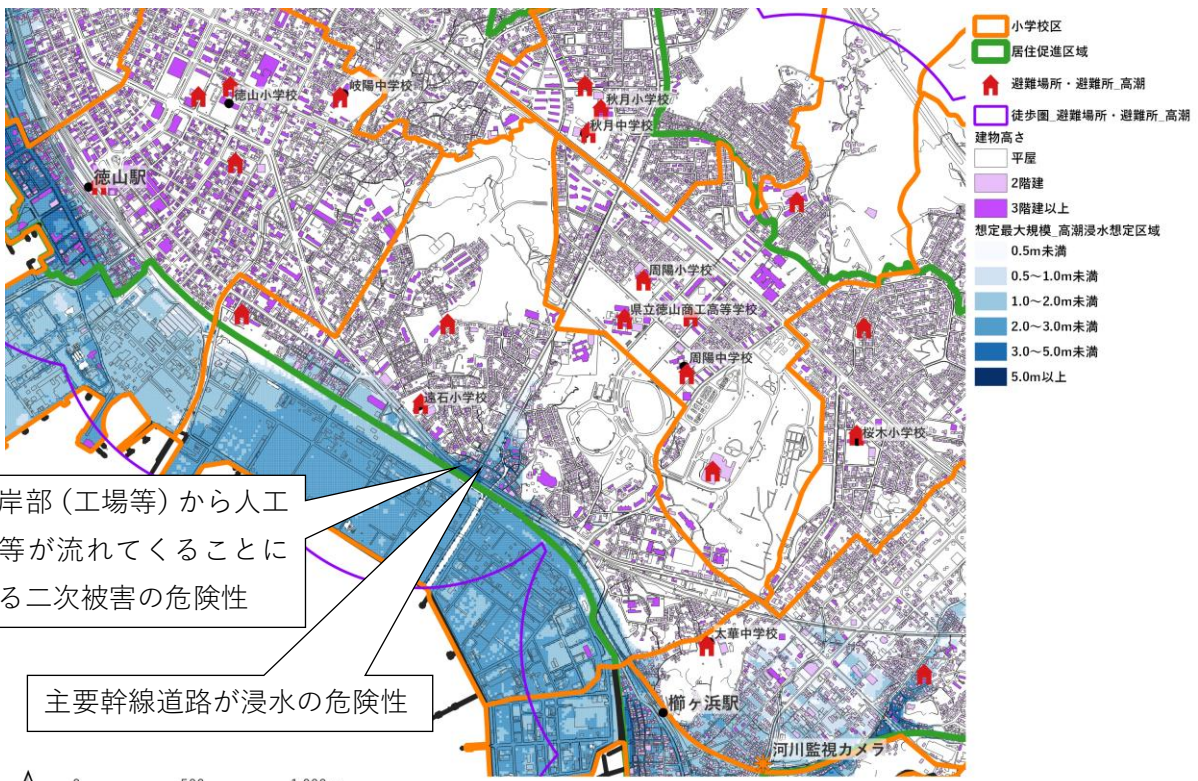 小学校区
居住促進区域
避難場所・避難所_高潮
徒歩圏_避難場所・避難所_高潮
建物高さ
平屋
2階建
3階建以上
想定最大規模_高潮浸水想定区域
0.5m未満
0.5～1.0m未満
1.0～2.0m未満
2.0～3.0m未満
3.0～5.0m未満
5.0m以上
岐陽中学校
徳山小学校
秋月小学校
秋月中学校
徳山駅
周陽小学校
県立徳山商工高等学校
周陽中学校
遠石小学校
桜木小学校
岸部（工場等）から人工
等が流れてくることに
る二次被害の危険性
太華中学校
主要幹線道路が浸水の危険性
櫛ヶ浜駅
河川監視カメラ